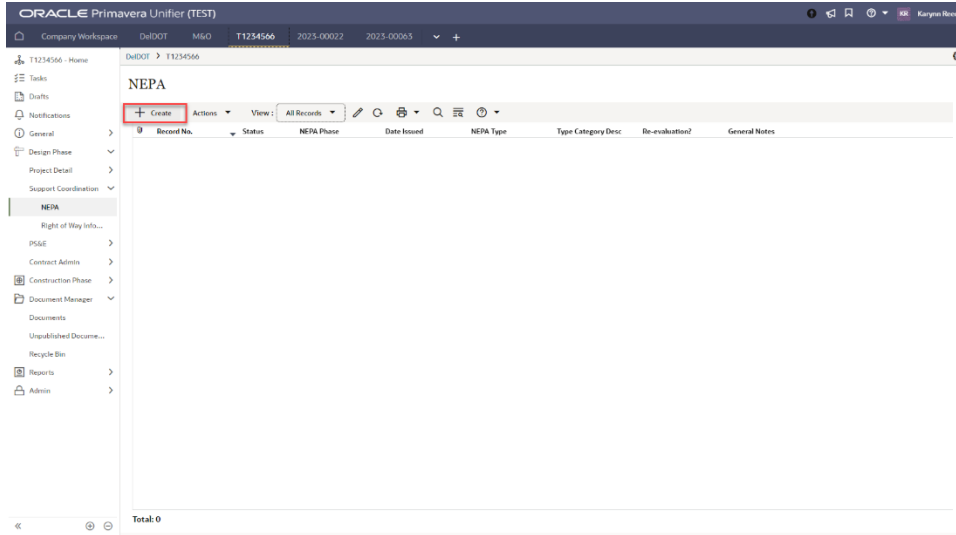 ORACLE Primavera Unifier (TEST)
KR Karynn Ree
Company Workspace DelDOT M&O T1234566 2023-00022 2023-00063
T1234566 - Home
DelDOT > T1234566
Tasks
NEPA
Drafts
Notifications
Create Actions View : All Records
General
Record No. Status NEPA Phase Date Issued NEPA Type Type Category Desc Re-evaluation? General Notes
Design Phase
Project Detail
Support Coordination
NEPA
Right of Way Info...
PS&E
Contract Admin
Construction Phase
Document Manager
Documents
Unpublished Docume...
Recycle Bin
Reports
Admin
Total: 0